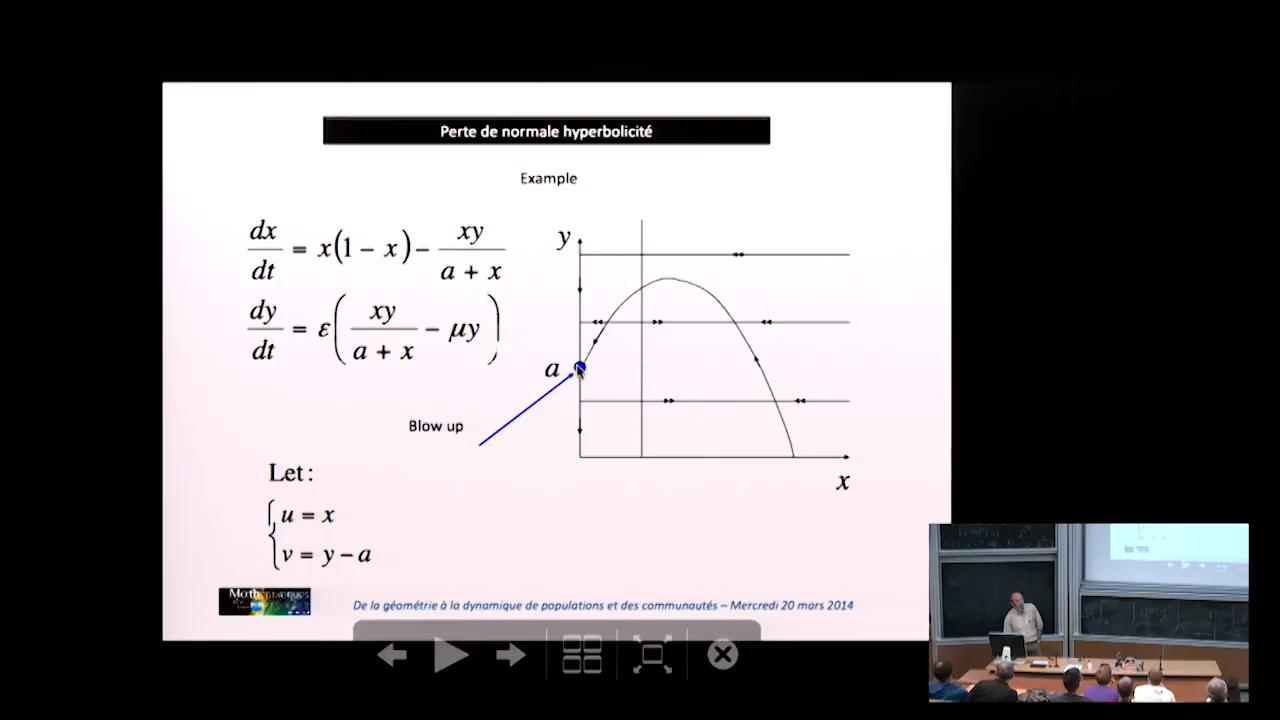 Perte de normale hyperbolicité
Example
dx/dt = x(1 − x) − xy/(a + x)
dy/dt = ε(xy/(a + x) − μy)
y
a
x
Blow up
Let :
u = x
v = y − a
De la géométrie à la dynamique de populations et des communautés – Mercredi 20 mars 2014